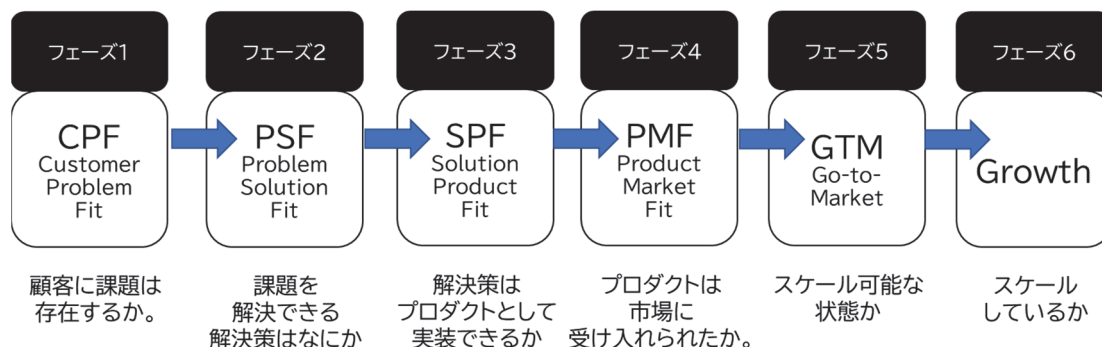 フェーズ1
フェーズ2
フェーズ3
フェーズ4
フェーズ5
フェーズ6
CPF
Customer
Problem
Fit
PSF
Problem
Solution
Fit
SPF
Solution
Product
Fit
PMF
Product
Market
Fit
GTM
Go-to-
Market
Growth
顧客に課題は
存在するか。
課題を
解決できる
解決策はなにか
解決策は
プロダクトとして
実装できるか
プロダクトは
市場に
受け入れられたか。
スケール可能な
状態か
スケール
しているか